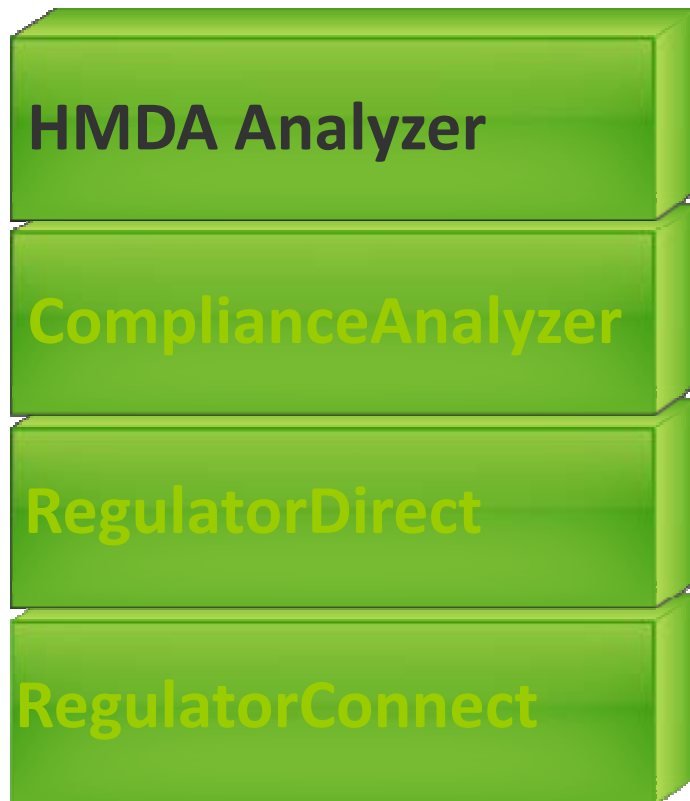 HMDA Analyzer
ComplianceAnalyzer
RegulatorDirect
RegulatorConnect